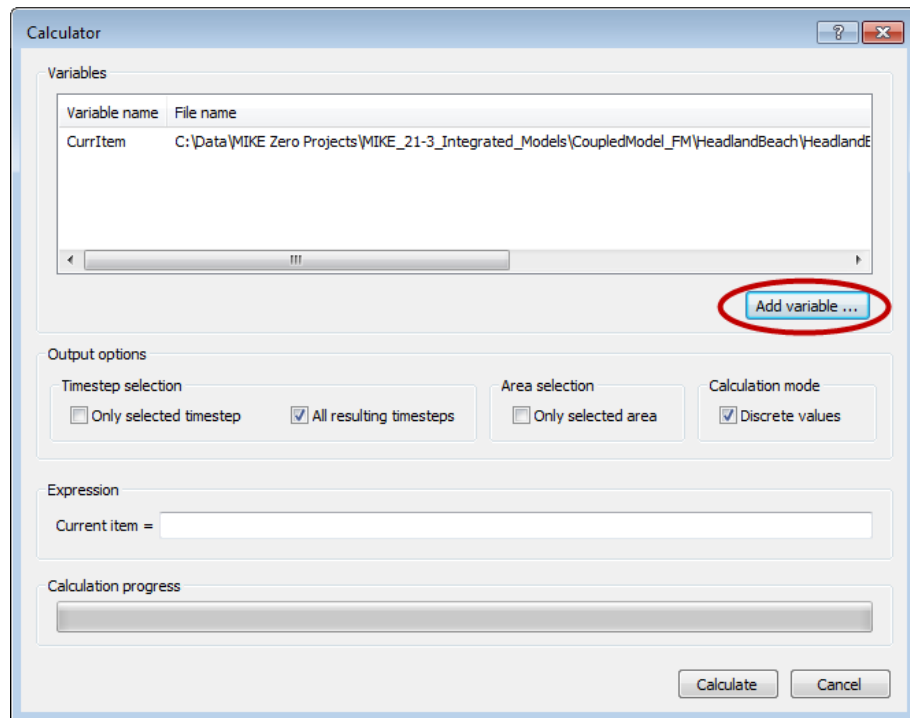 Calculator
Variables
Variable name File name
CurrItem C:\Data\MIKE Zero Projects\MIKE_21-3_Integrated_Models\CoupledModel_FM\HeadlandBeach\HeadlandB
Add variable ...
Output options
Timestep selection Area selection Calculation mode
Only selected timestep All resulting timesteps Only selected area Discrete values
Expression
Current item =
Calculation progress
Calculate Cancel